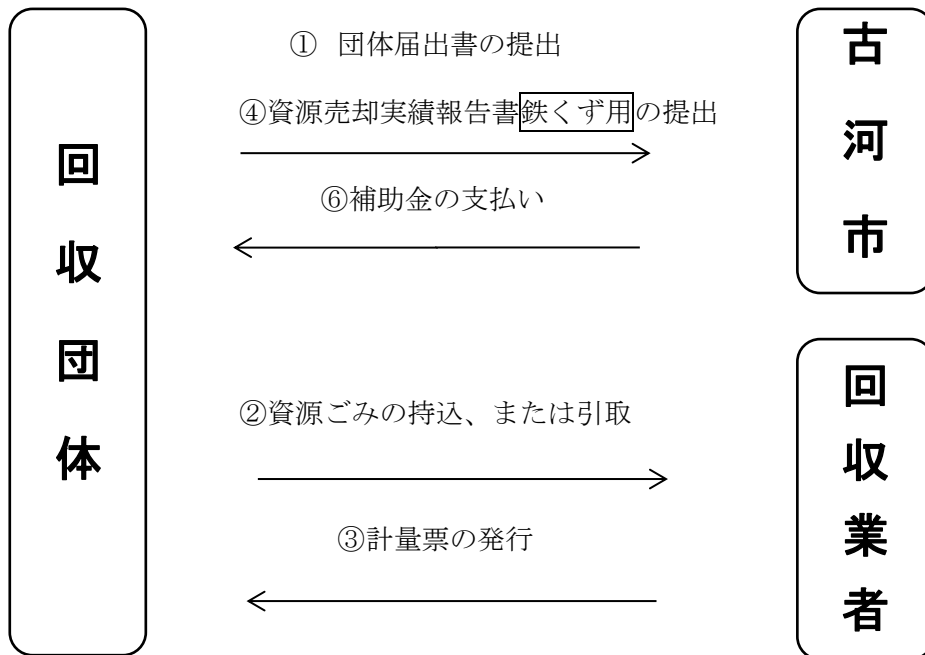 ① 団体届出書の提出
④資源売却実績報告書鉄くず用の提出
⑥補助金の支払い
回収団体
古河市
②資源ごみの持込、または引取
③計量票の発行
回収業者